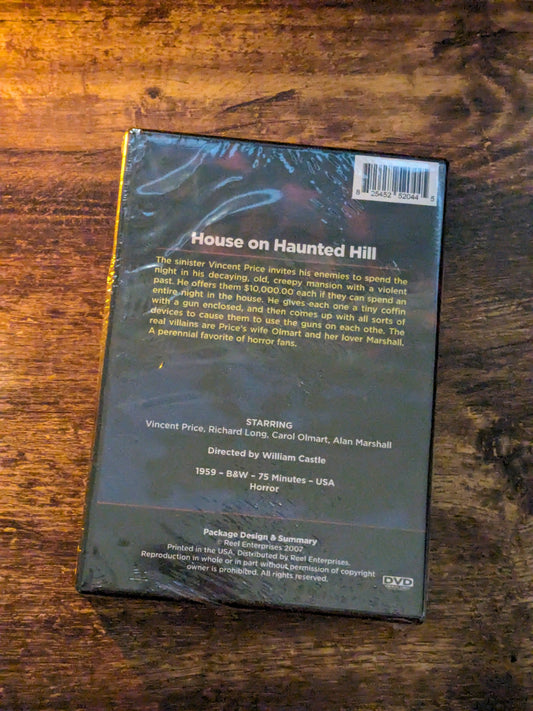 8 25452 52044 5
House on Haunted Hill
The sinister Vincent Price invites his enemies to spend the
night in his decaying, old, creepy mansion with a violent
past. He offers them $10,000.00 each if they can spend an
entire night in the house. He gives each one a tiny coffin
with a gun enclosed, and then comes up with all sorts of
devices to cause them to use the guns on each othe. The
real villains are Price's wife Olmart and her lover Marshall.
A perennial favorite of horror fans.
STARRING
Vincent Price, Richard Long, Carol Olmart, Alan Marshall
Directed by William Castle
1959 – B&W – 75 Minutes – USA
Horror
Package Design & Summary
© Reel Enterprises 2007
Printed in the USA. Distributed by Reel Enterprises.
Reproduction in whole or in part without permission of copyright
owner is prohibited. All rights reserved.
DVD